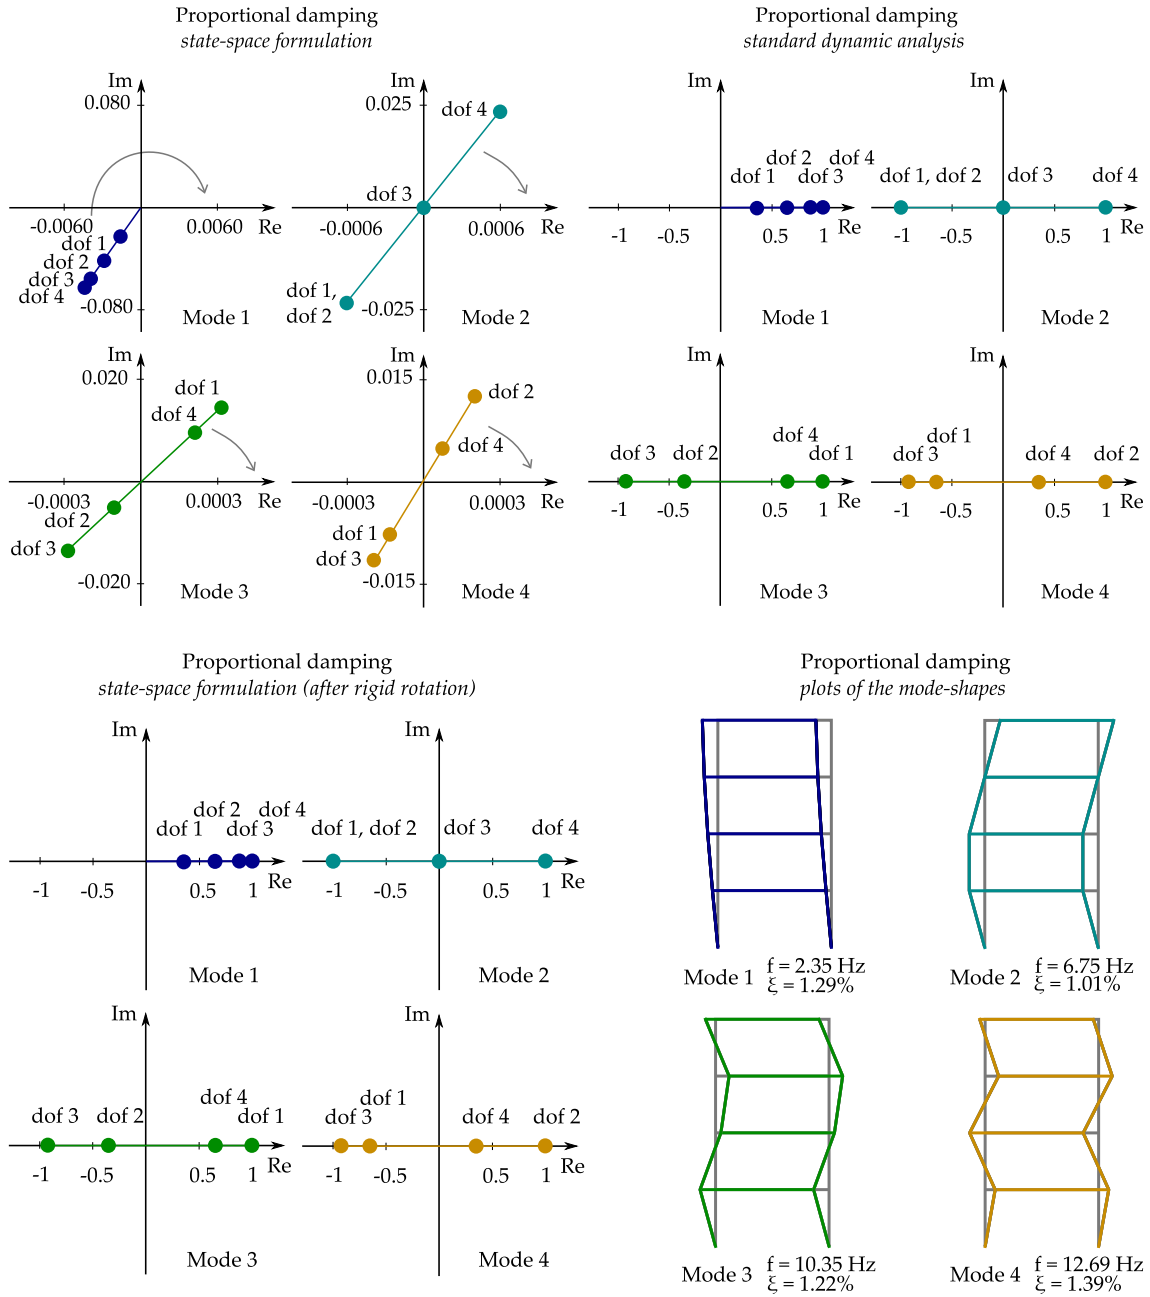 Proportional damping
state-space formulation
Im
0.080
-0.0060
0.0060
Re
dof 1
dof 2
dof 3
dof 4
-0.080
Mode 1
Im
0.025
dof 4
dof 3
-0.0006
0.0006
Re
dof 1,
dof 2
-0.025
Mode 2
Im
0.020
dof 1
dof 4
-0.0003
0.0003
Re
dof 2
dof 3
-0.020
Mode 3
Im
0.015
dof 2
dof 4
-0.0003
0.0003
Re
dof 1
dof 3
-0.015
Mode 4
Proportional damping
standard dynamic analysis
Im
dof 2 dof 4
dof 1 dof 3
-1 -0.5 0.5 1 Re
Mode 1
Im
dof 1, dof 2 dof 3 dof 4
-1 -0.5 0.5 1 Re
Mode 2
Im
dof 4
dof 3 dof 2 dof 1
-1 -0.5 0.5 1 Re
Mode 3
Im
dof 1
dof 3 dof 4 dof 2
-1 -0.5 0.5 1 Re
Mode 4
Proportional damping
state-space formulation (after rigid rotation)
Im
dof 2 dof 4
dof 1 dof 3
-1 -0.5 0.5 1 Re
Mode 1
Im
dof 1, dof 2 dof 3 dof 4
-1 -0.5 0.5 1 Re
Mode 2
Im
dof 4
dof 3 dof 2 dof 1
-1 -0.5 0.5 1 Re
Mode 3
Im
dof 1
dof 3 dof 4 dof 2
-1 -0.5 0.5 1 Re
Mode 4
Proportional damping
plots of the mode-shapes
Mode 1
f = 2.35 Hz
ξ = 1.29%
Mode 2
f = 6.75 Hz
ξ = 1.01%
Mode 3
f = 10.35 Hz
ξ = 1.22%
Mode 4
f = 12.69 Hz
ξ = 1.39%